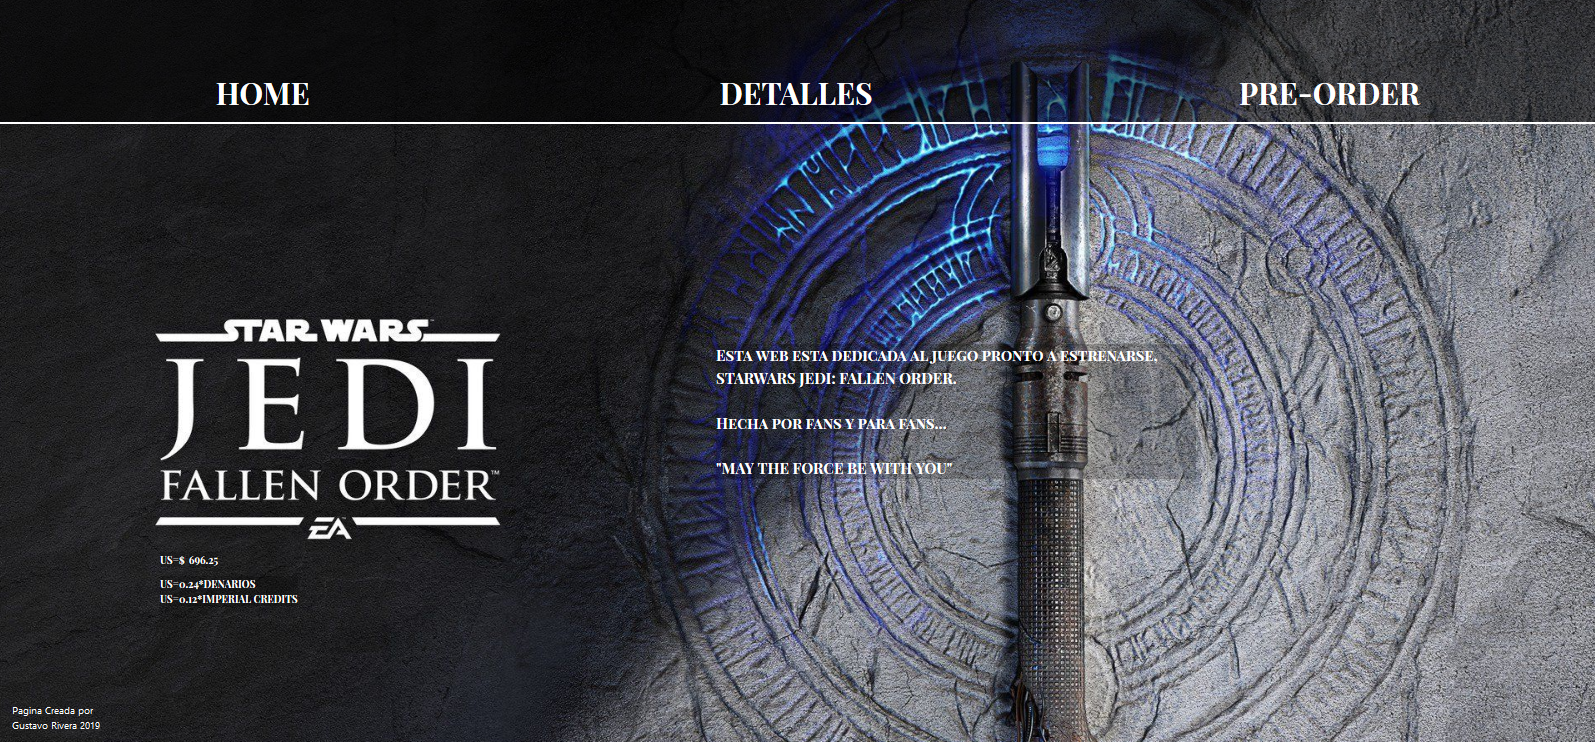 HOME
DETALLES
PRE-ORDER
STAR WARS™
JEDI
FALLEN ORDER™
EA
US=$ 696.25
US=0.24*DENARIOS
US=0.12*IMPERIAL CREDITS
Esta web esta dedicada al juego pronto a estrenarse,
STARWARS JEDI: FALLEN ORDER.
Hecha por fans y para fans...
"MAY THE FORCE BE WITH YOU"
Pagina Creada por
Gustavo Rivera 2019